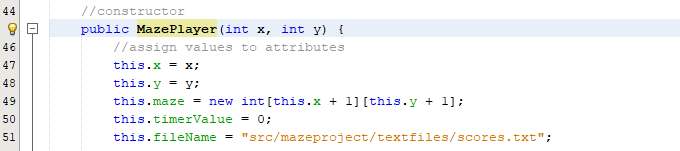 44 //constructor
public MazePlayer(int x, int y) {
46 //assign values to attributes
47 this.x = x;
48 this.y = y;
49 this.maze = new int[this.x + 1][this.y + 1];
50 this.timerValue = 0;
51 this.fileName = "src/mazeproject/textfiles/scores.txt";